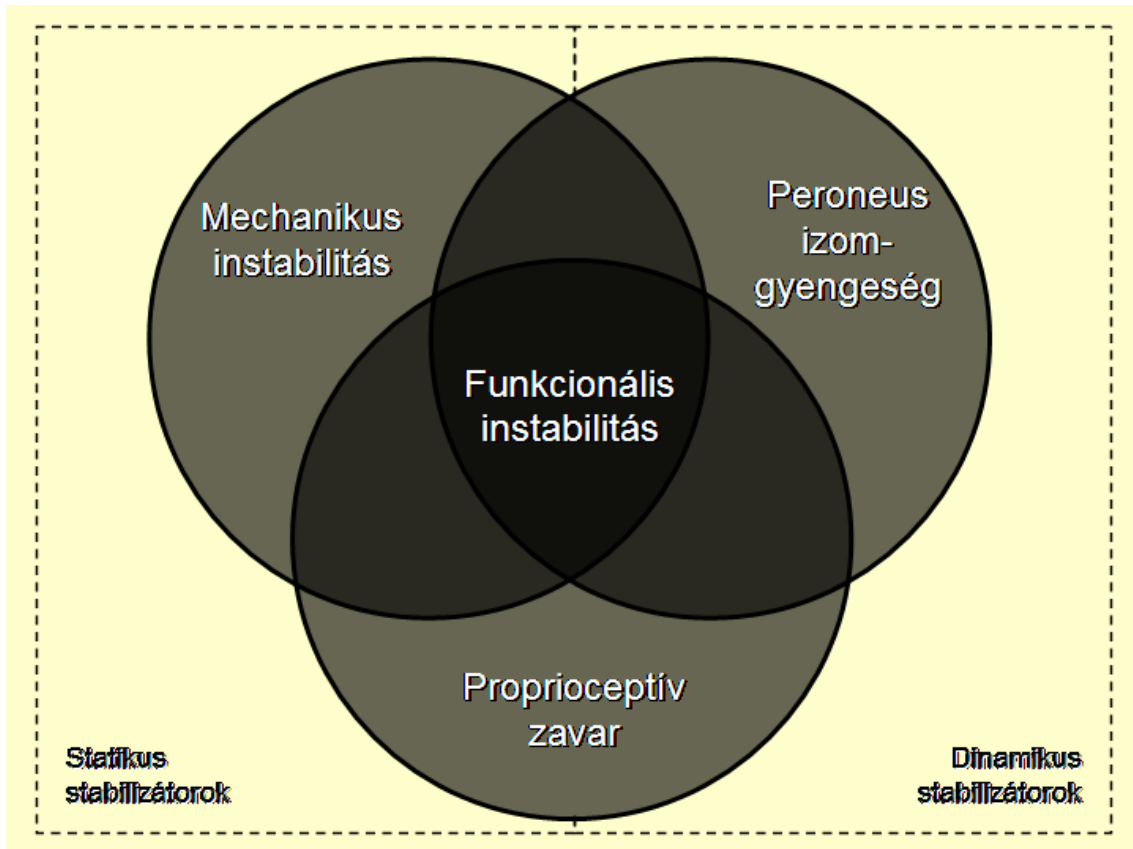 Mechanikus
instabilitás
Peroneus
izom-
gyengeség
Funkcionális
instabilitás
Proprioceptív
zavar
Statikus
stabilizátorok
Dinamikus
stabilizátorok